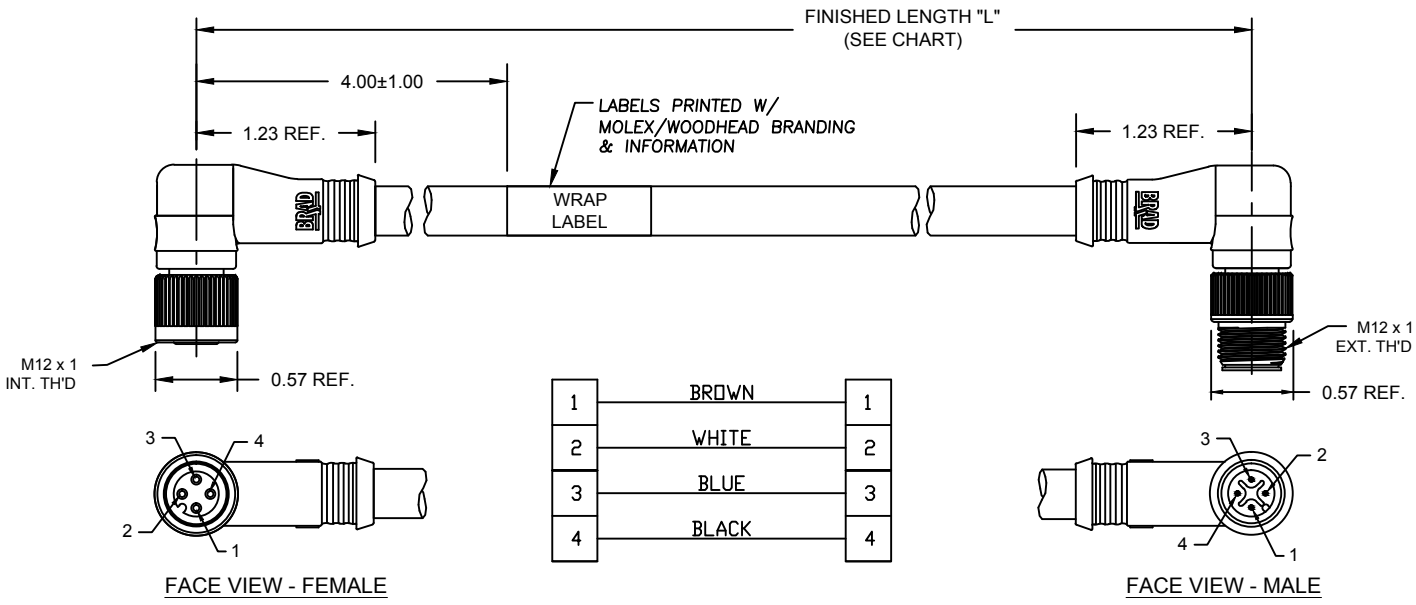 FINISHED LENGTH "L"
(SEE CHART)
4.00±1.00
LABELS PRINTED W/
MOLEX/WOODHEAD BRANDING
& INFORMATION
1.23 REF.
1.23 REF.
BRAD
WRAP
LABEL
BRAD
M12 x 1
INT. TH'D
0.57 REF.
M12 x 1
EXT. TH'D
0.57 REF.
1 BROWN 1
2 WHITE 2
3 BLUE 3
4 BLACK 4
3
4
2
1
FACE VIEW - FEMALE
3
2
4
1
FACE VIEW - MALE